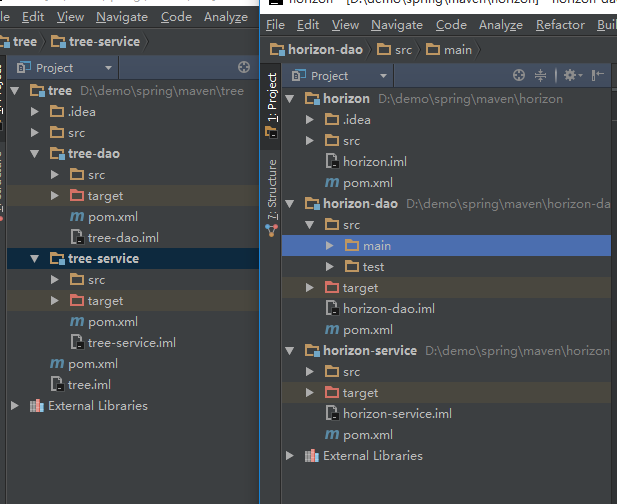 File Edit View Navigate Code Analyze
tree tree-service
Project
tree D:\demo\spring\maven\tree
.idea
src
tree-dao
src
target
pom.xml
tree-dao.iml
tree-service
src
target
pom.xml
tree-service.iml
pom.xml
tree.iml
External Libraries
horizon - [D:\demo\spring\maven\horizon] - horizon-dao
File Edit View Navigate Code Analyze Refactor Buil
horizon-dao src main
1: Project
7: Structure
Project
horizon D:\demo\spring\maven\horizon
.idea
src
horizon.iml
pom.xml
horizon-dao D:\demo\spring\maven\horizon-da
src
main
test
target
horizon-dao.iml
pom.xml
horizon-service D:\demo\spring\maven\horizon
src
target
horizon-service.iml
pom.xml
External Libraries